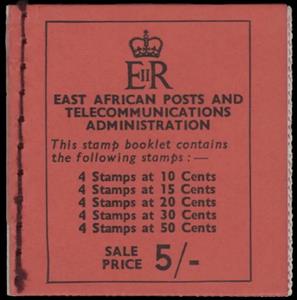 EIIR
EAST AFRICAN POSTS AND
TELECOMMUNICATIONS
ADMINISTRATION
This stamp booklet contains
the following stamps :—
4 Stamps at 10 Cents
4 Stamps at 15 Cents
4 Stamps at 20 Cents
4 Stamps at 30 Cents
4 Stamps at 50 Cents
SALE PRICE 5/-